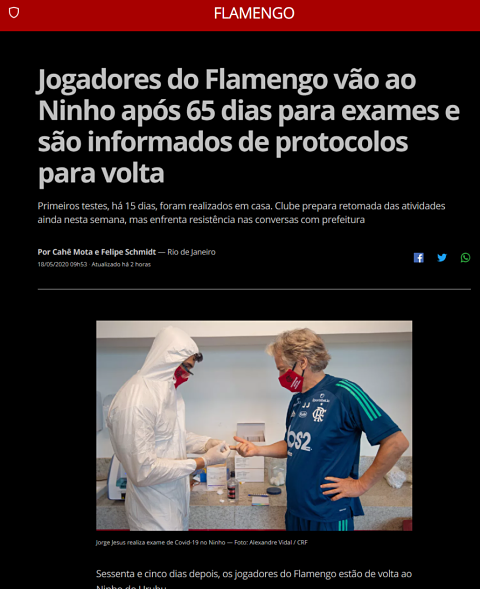 FLAMENGO
Jogadores do Flamengo vão ao
Ninho após 65 dias para exames e
são informados de protocolos
para volta
Primeiros testes, há 15 dias, foram realizados em casa. Clube prepara retomada das atividades
ainda nesta semana, mas enfrenta resistência nas conversas com prefeitura
Por Cahê Mota e Felipe Schmidt — Rio de Janeiro
18/05/2020 09h53 · Atualizado há 2 horas
BS2
Jorge Jesus realiza exame de Covid-19 no Ninho — Foto: Alexandre Vidal / CRF
Sessenta e cinco dias depois, os jogadores do Flamengo estão de volta ao
Ninho do Urubu